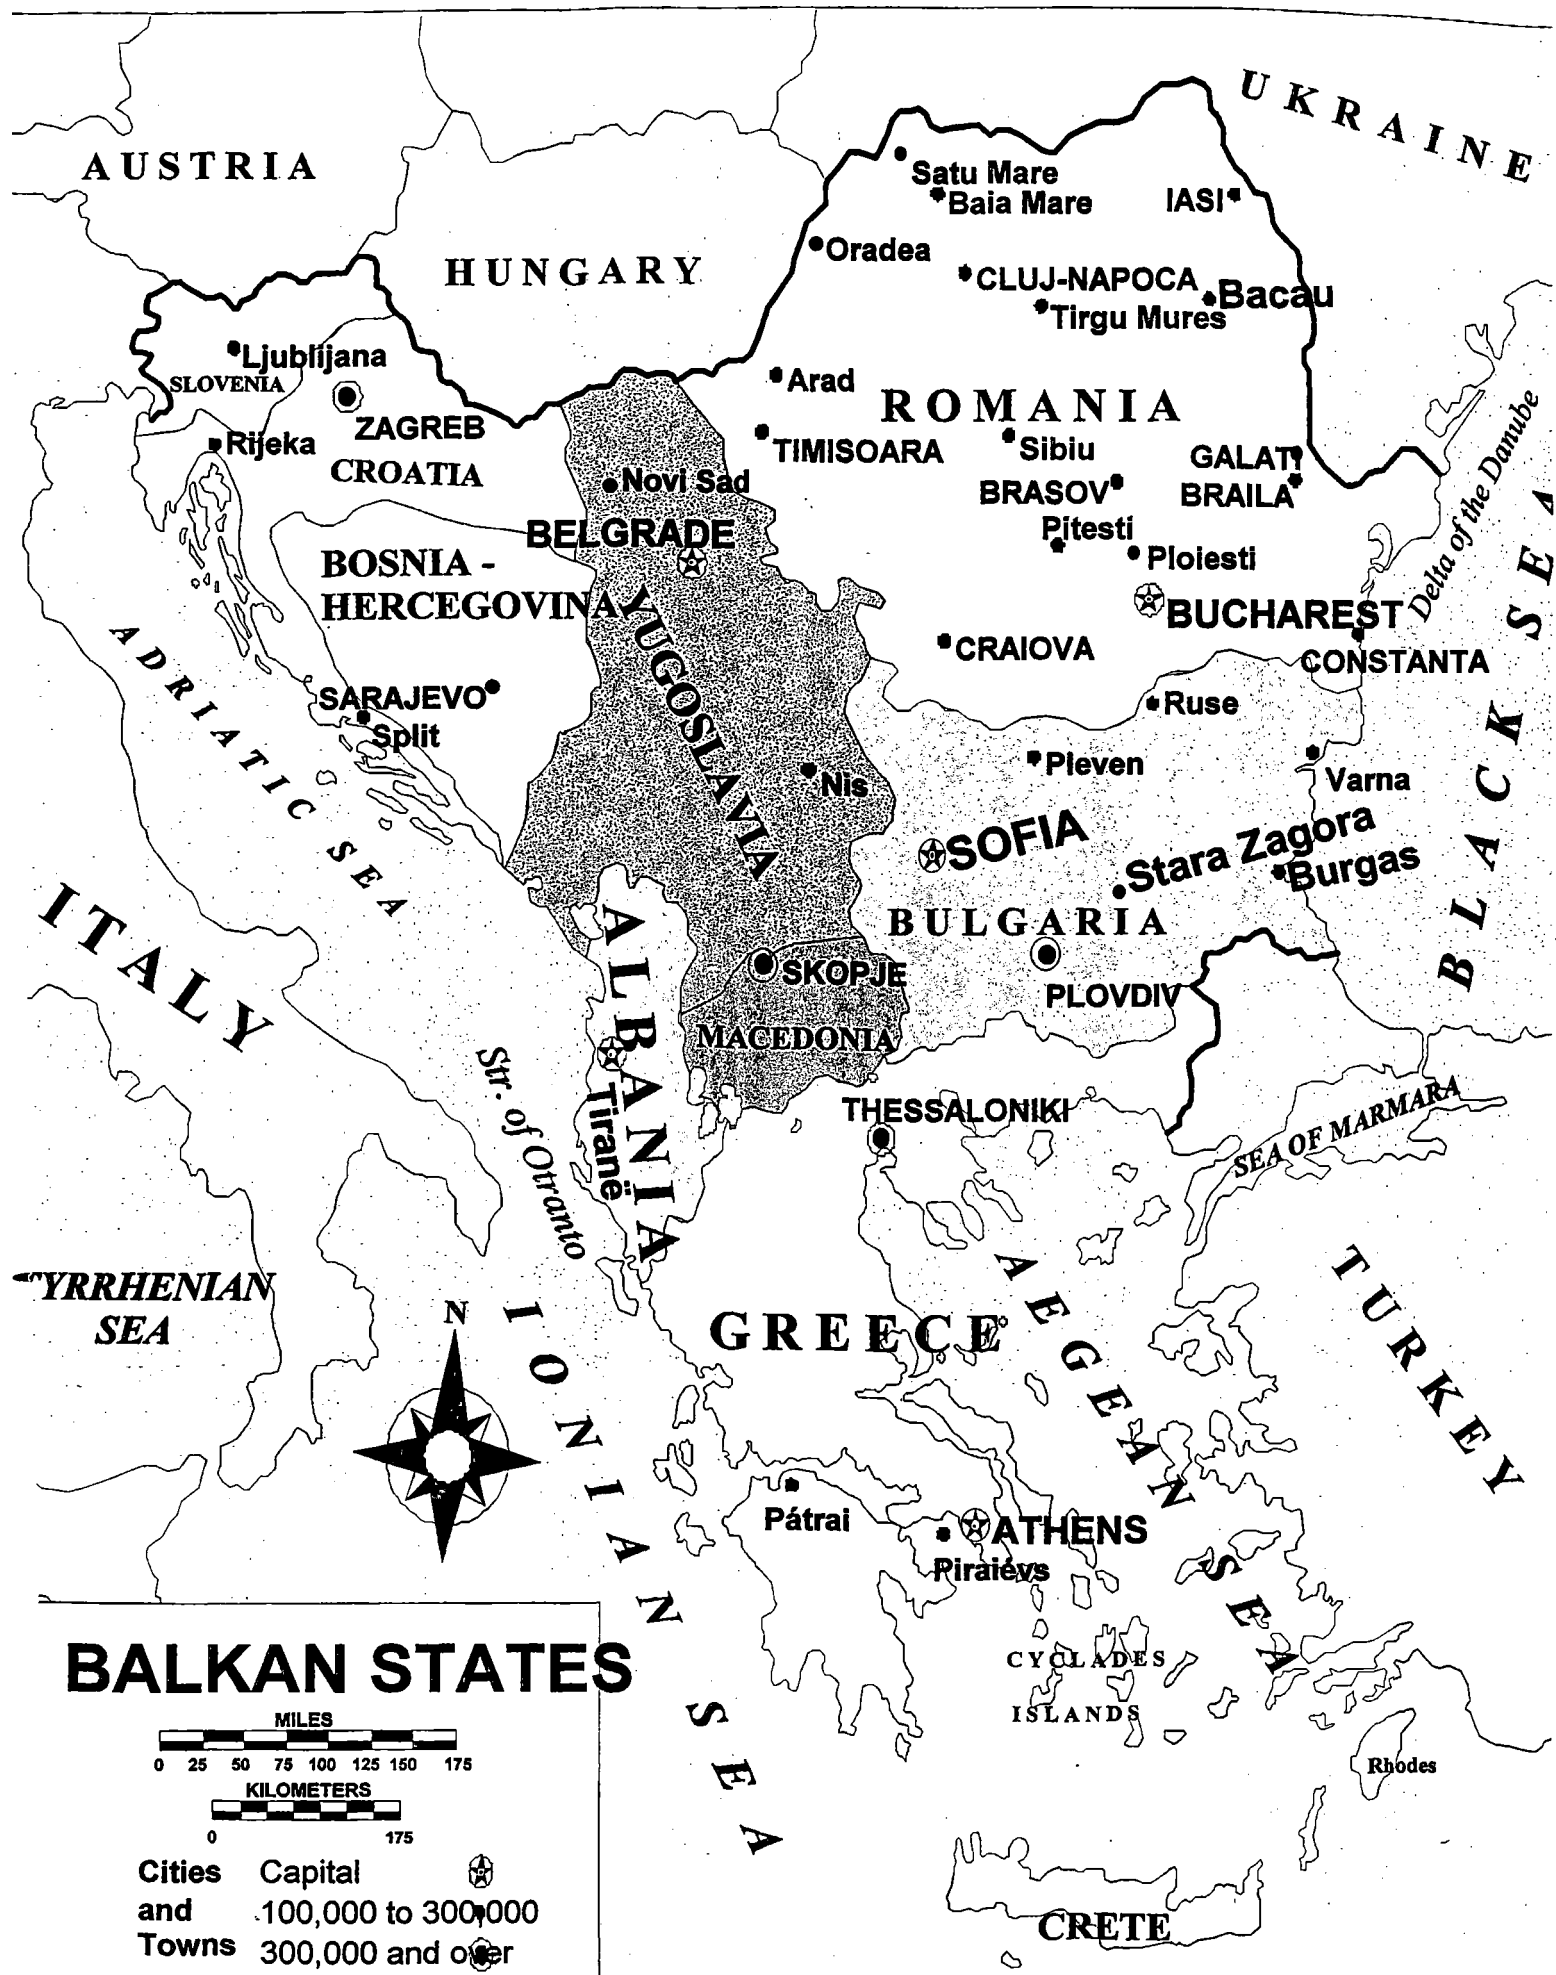 UKRAINE
AUSTRIA
Satu Mare
Baia Mare
IASI
Oradea
HUNGARY
CLUJ-NAPOCA
Bacau
Tirgu Mures
Ljublijana
SLOVENIA
Arad
ROMANIA
ZAGREB
Rijeka
CROATIA
TIMISOARA
Sibiu
GALATI
BRASOV
BRAILA
Novi Sad
Pitesti
Ploiesti
BELGRADE
BOSNIA -
HERCEGOVINA
YUGOSLAVIA
Delta of the Danube
BLACK SEA
BUCHAREST
CRAIOVA
CONSTANTA
ADRIATIC SEA
SARAJEVO
Split
Ruse
Pleven
Varna
Nis
SOFIA
Stara Zagora
Burgas
ITALY
ALBANIA
BULGARIA
SKOPJE
PLOVDIV
MACEDONIA
Str. of Otranto
Tiranë
THESSALONIKI
SEA OF MARMARA
YRRHENIAN
SEA
N
IONIAN SEA
GREECE
AEGEAN SEA
TURKEY
Pátrai
ATHENS
Piraiévs
CYCLADES
ISLANDS
Rhodes
CRETE
BALKAN STATES
MILES
0 25 50 75 100 125 150 175
KILOMETERS
0 175
Cities Capital
and 100,000 to 300,000
Towns 300,000 and over